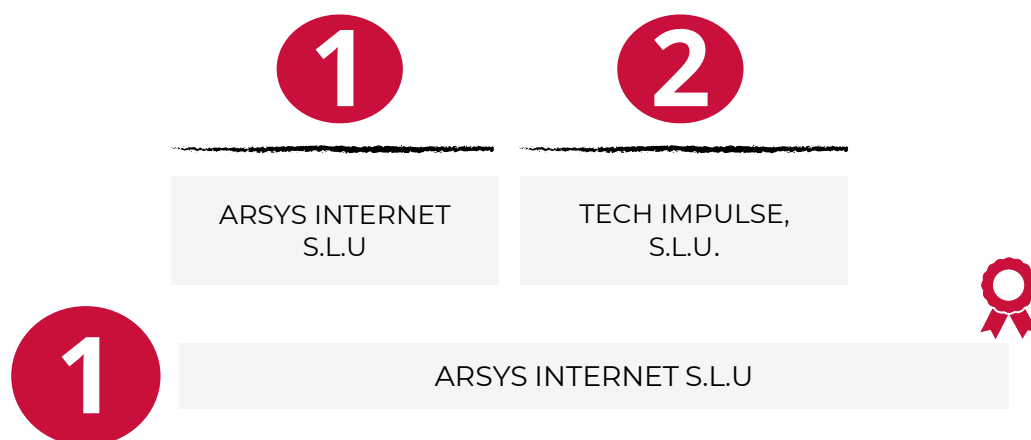 1
2
ARSYS INTERNET
S.L.U
TECH IMPULSE,
S.L.U.
1
ARSYS INTERNET S.L.U